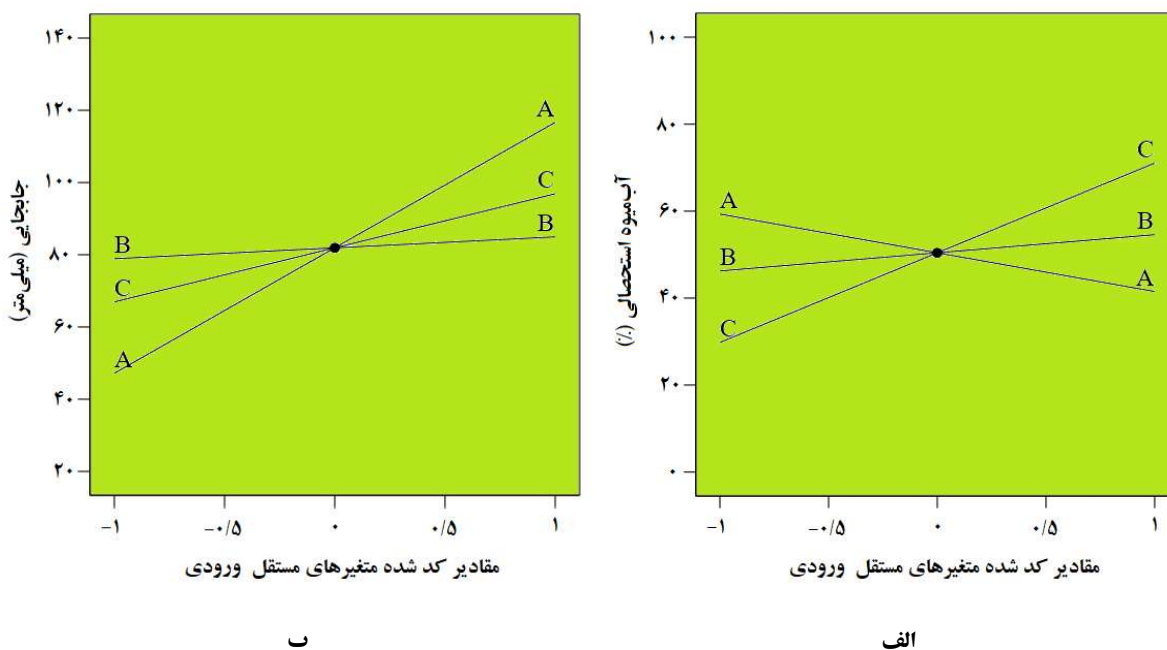 ۱۰۰
۸۰
۶۰
۴۰
۲۰
۰
آب‌میوه استحصالی (٪)
A
B
C
C
B
A
-۱
-۰/۵
۰
۰/۵
۱
مقادیر کد شده متغیرهای مستقل ورودی
الف
۱۴۰
۱۲۰
۱۰۰
۸۰
۶۰
۴۰
۲۰
جابجایی (میلی‌متر)
B
C
A
A
C
B
-۱
-۰/۵
۰
۰/۵
۱
مقادیر کد شده متغیرهای مستقل ورودی
ب